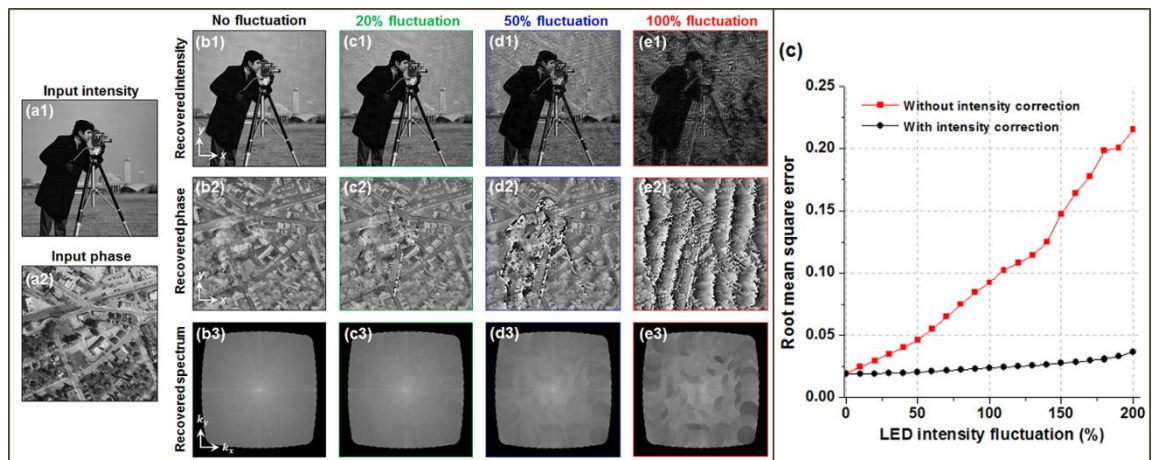 No fluctuation
20% fluctuation
50% fluctuation
100% fluctuation
Input intensity
(a1)
Input phase
(a2)
Recovered intensity
(b1)
y
x
(c1)
(d1)
(e1)
Recovered phase
(b2)
y
x
(c2)
(d2)
(e2)
Recovered spectrum
(b3)
ky
kx
(c3)
(d3)
(e3)
(c)
Without intensity correction
With intensity correction
Root mean square error
0.25
0.20
0.15
0.10
0.05
0.00
0
50
100
150
200
LED intensity fluctuation (%)